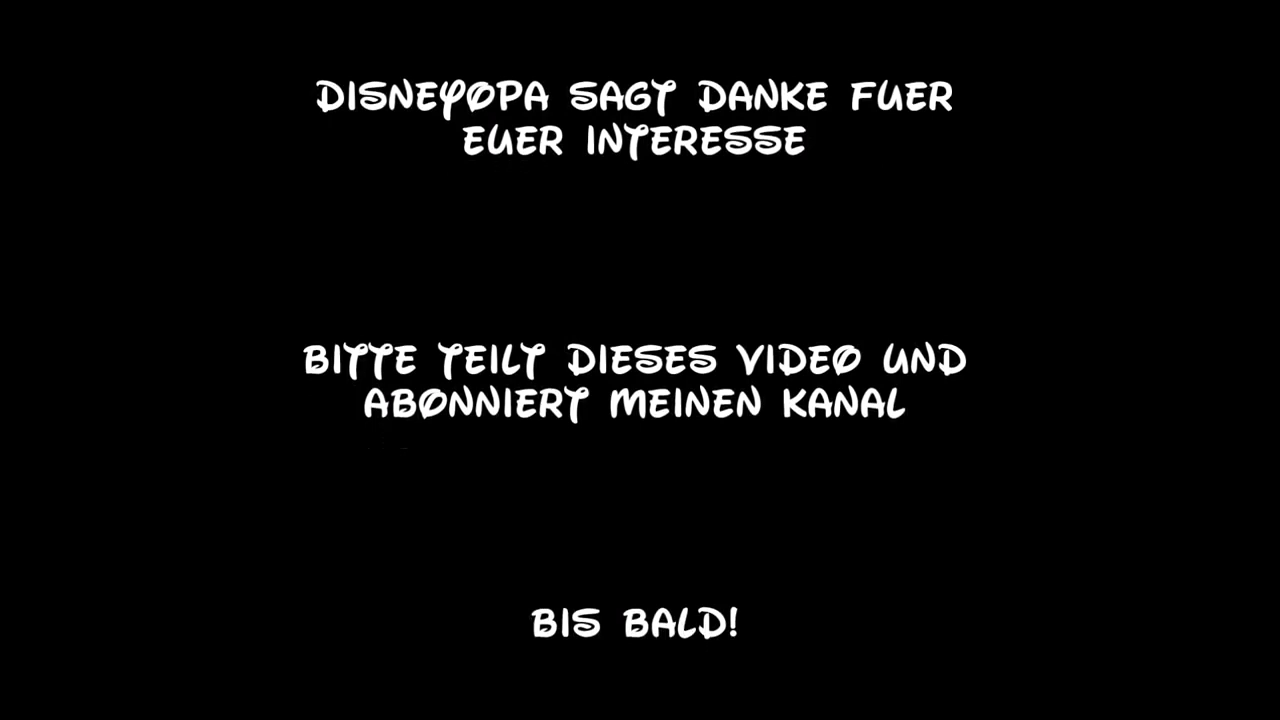 DISNEYOPA SAGT DANKE FUER
EUER INTERESSE
BITTE TEILT DIESES VIDEO UND
ABONNIERT MEINEN KANAL
BIS BALD!